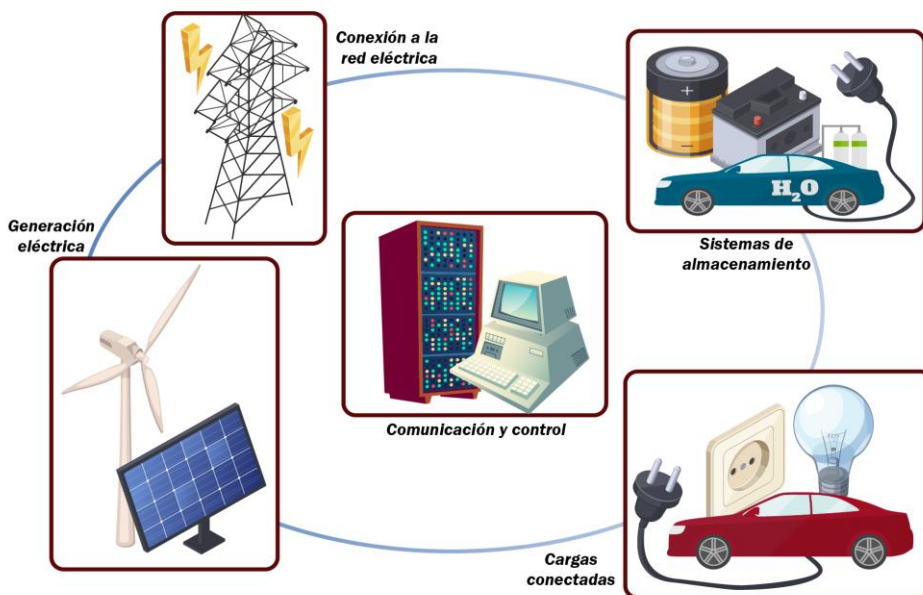 Conexión a la
red eléctrica
H2O
Sistemas de
almacenamiento
Generación
eléctrica
Comunicación y control
Cargas
conectadas